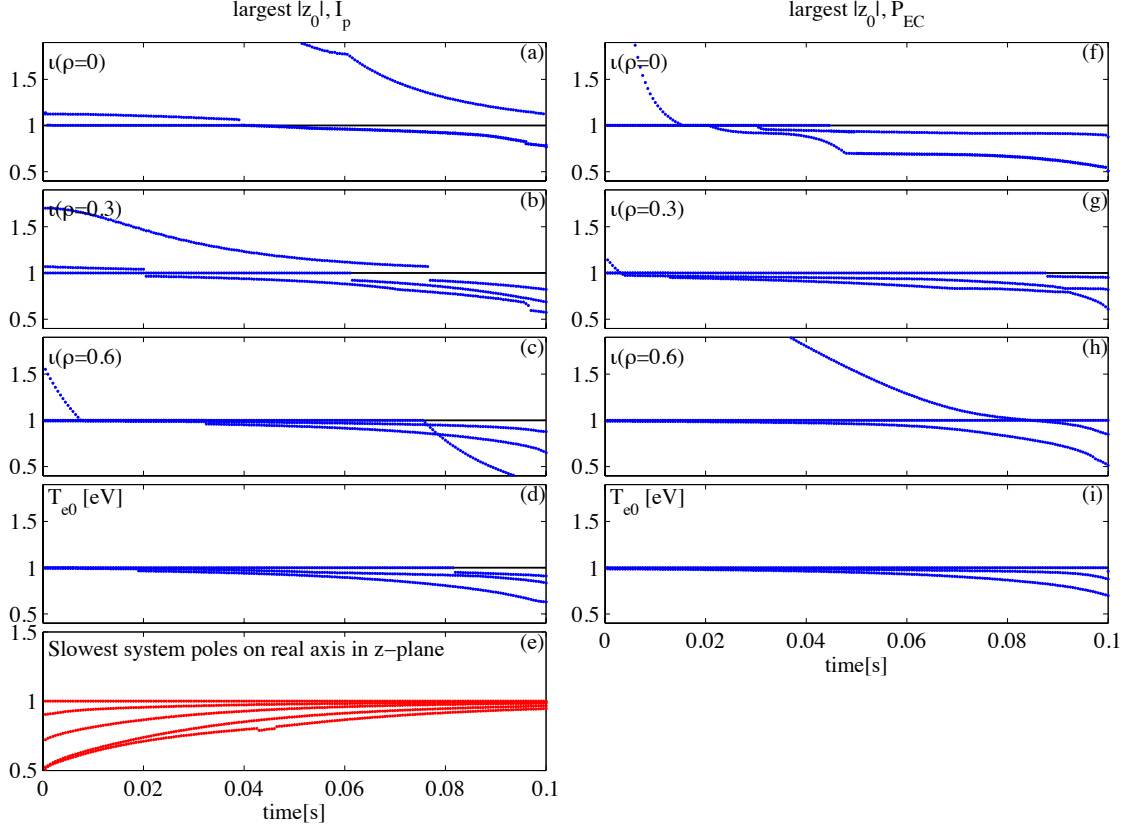 largest |z_0|, I_p
largest |z_0|, P_EC
(a)
ι(ρ=0)
1.5
1
0.5
(b)
ι(ρ=0.3)
1.5
1
0.5
(c)
ι(ρ=0.6)
1.5
1
0.5
(d)
T_e0 [eV]
1.5
1
0.5
1.5
(e)
Slowest system poles on real axis in z−plane
1
0.5
0
0.02
0.04
0.06
0.08
0.1
time[s]
(f)
ι(ρ=0)
1.5
1
0.5
(g)
ι(ρ=0.3)
1.5
1
0.5
(h)
ι(ρ=0.6)
1.5
1
0.5
(i)
T_e0 [eV]
1.5
1
0.5
0
0.02
0.04
0.06
0.08
0.1
time[s]